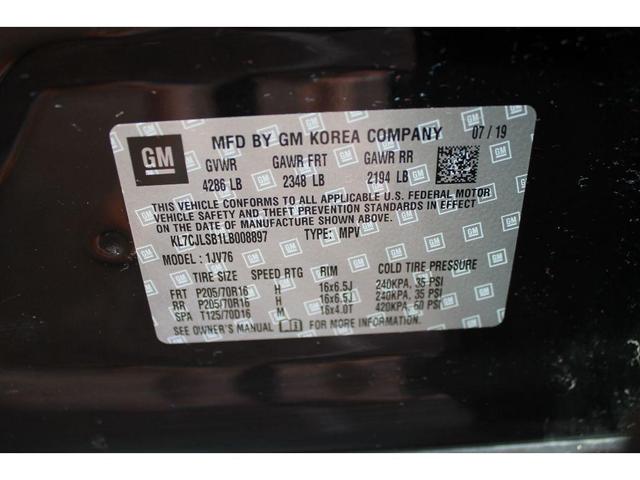 GM
MFD BY GM KOREA COMPANY 07 / 19
GVWR GAWR FRT GAWR RR
4286 LB 2348 LB 2194 LB
THIS VEHICLE CONFORMS TO ALL APPLICABLE U.S. FEDERAL MOTOR
VEHICLE SAFETY AND THEFT PREVENTION STANDARDS IN EFFECT ON
THE DATE OF MANUFACTURE SHOWN ABOVE.
KL7CJLSB1LB008897 TYPE: MPV
MODEL : 1JV76
TIRE SIZE SPEED RTG RIM COLD TIRE PRESSURE
FRT P205/70R16 H 16x6.5J 240KPA, 35 PSI
RR P205/70R16 H 16x6.5J 240KPA, 35 PSI
SPA T125/70D16 M 16x4.0T 420KPA, 60 PSI
SEE OWNER'S MANUAL FOR MORE INFORMATION.